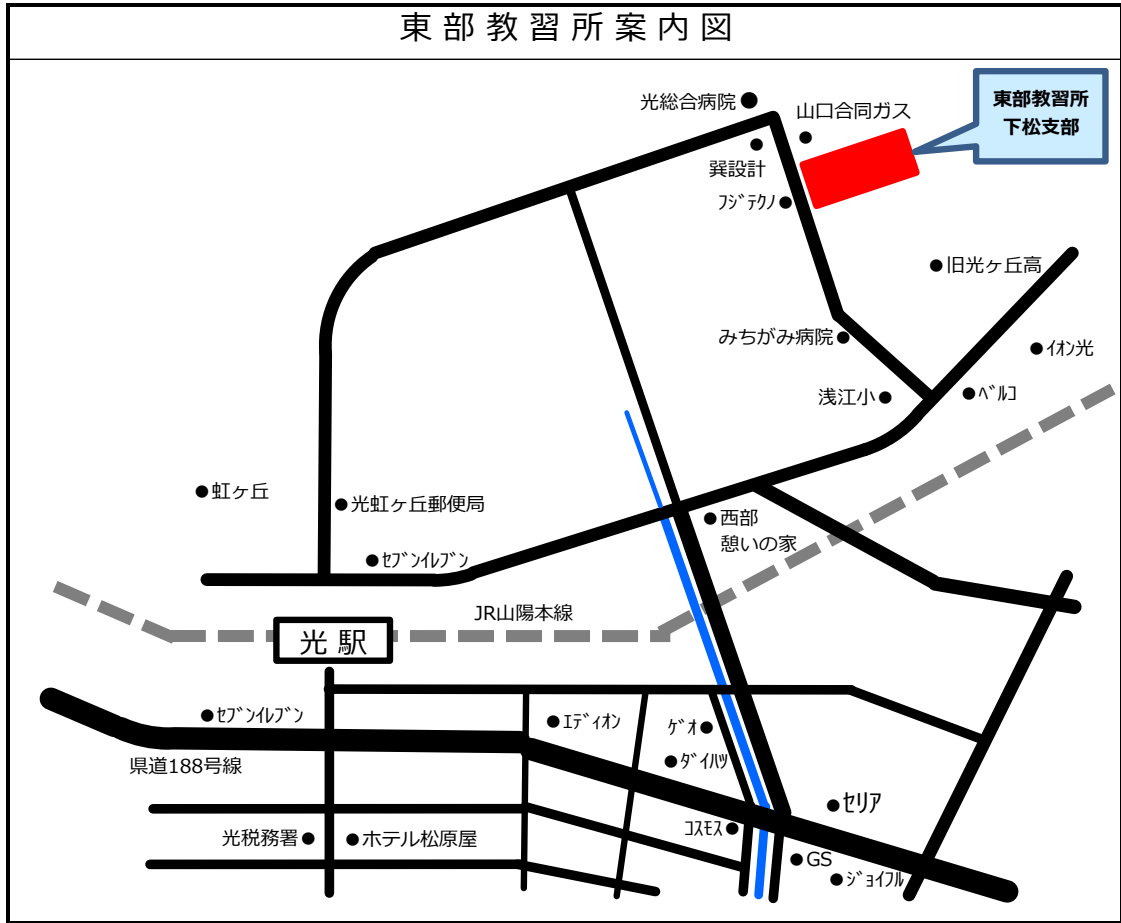 東部教習所案内図
光総合病院
山口合同ガス
東部教習所
下松支部
巽設計
ﾌｼﾞﾃｸﾉ
旧光ヶ丘高
みちがみ病院
ｲｵﾝ光
浅江小
ﾍﾞﾙｺ
虹ヶ丘
光虹ヶ丘郵便局
西部
憩いの家
ｾﾌﾞﾝｲﾚﾌﾞﾝ
JR山陽本線
光駅
ｾﾌﾞﾝｲﾚﾌﾞﾝ
ｴﾃﾞｨｵﾝ
ｹﾞｵ
県道188号線
ﾀﾞｲﾊﾂ
セリア
ｺｽﾓｽ
光税務署
ホテル松原屋
GS
ｼﾞｮｲﾌﾙ